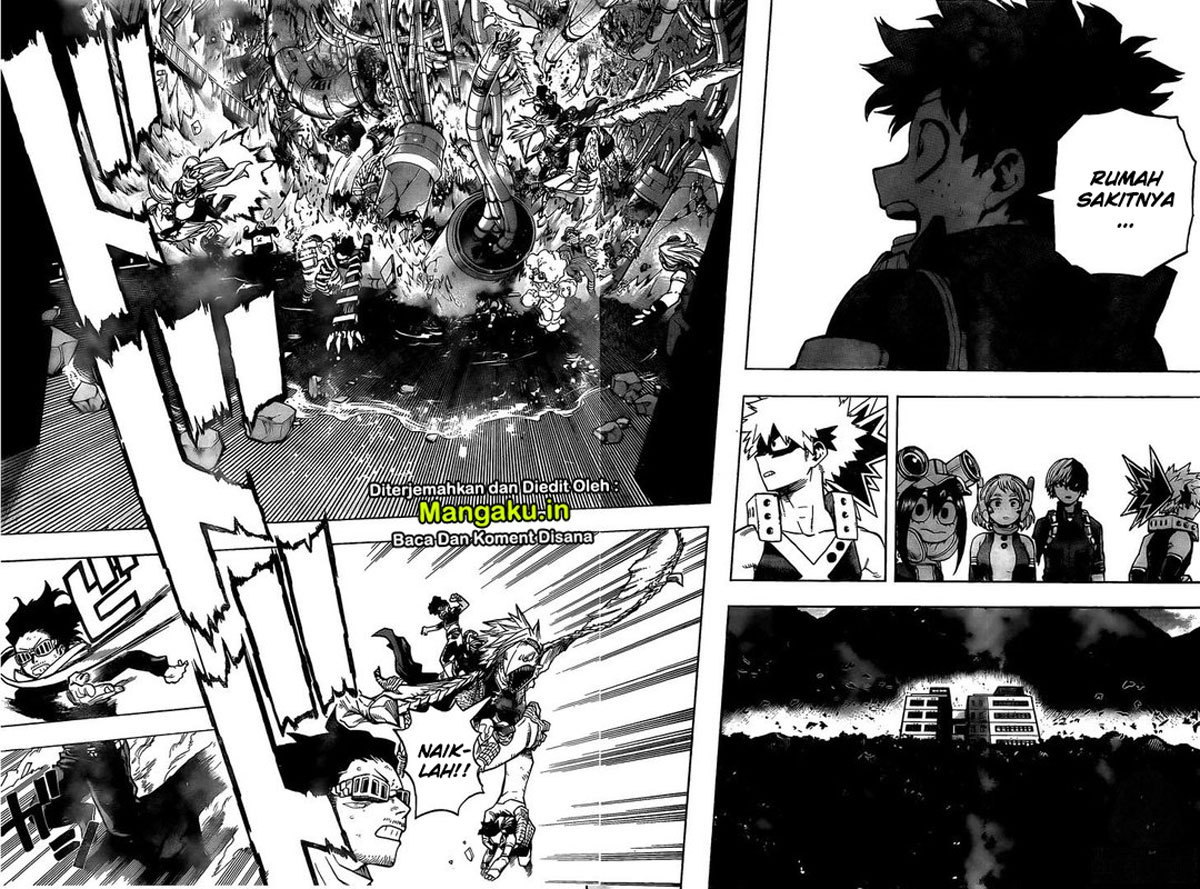 RUMAH
SAKITNYA
...
Diterjemahkan dan Diedit Oleh :
Mangaku.in
Baca Dan Koment Disana
NAIK-
LAH!!